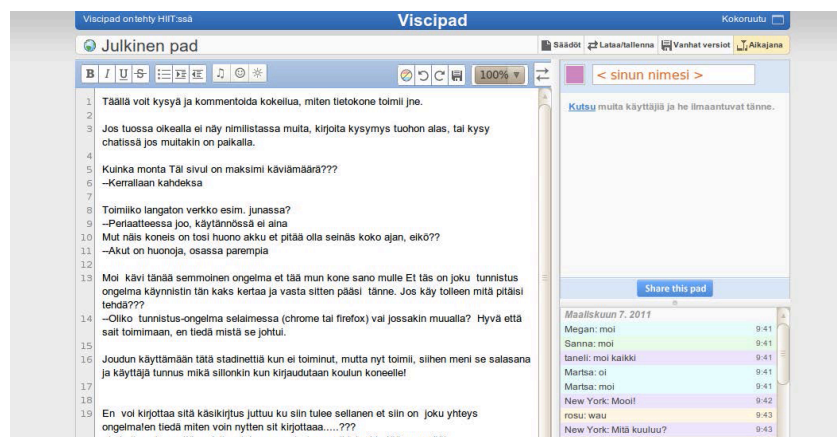 Viscipad on tehty HIIT:ssä
Viscipad
Kokoruutu
Julkinen pad
Säädöt
Lataa/tallenna
Vanhat versiot
Aikajana
B I U S
100%
< sinun nimesi >
1 Täällä voit kysyä ja kommentoida kokeilua, miten tietokone toimii jne.
2
3 Jos tuossa oikealla ei näy nimilistassa muita, kirjoita kysymys tuohon alas, tai kysy
chatissä jos muitakin on paikalla.
4
5 Kuinka monta Täl sivul on maksimi käviämäärä???
6 --Kerrallaan kahdeksa
7
8 Toimiiko langaton verkko esim. junassa?
9 --Periaatteessa joo, käytännössä ei aina
10 Mut näis koneis on tosi huono akku et pitää olla seinäs koko ajan, eikö??
11 --Akut on huonoja, osassa parempia
12
13 Moi kävi tänää semmoinen ongelma et tää mun kone sano mulle Et täs on joku tunnistus
ongelma käynnistin tän kaks kertaa ja vasta sitten pääsi tänne. Jos käy tolleen mitä pitäisi
tehdä???
14 --Oliko tunnistus-ongelma selaimessa (chrome tai firefox) vai jossakin muualla? Hyvä että
sait toimimaan, en tiedä mistä se johtui.
15
16 Joudun käyttämään tätä stadinettiä kun ei toiminut, mutta nyt toimii, siihen meni se salasana
ja käyttäjä tunnus mikä sillonkin kun kirjaudutaan koulun koneelle!
17
18
19 En voi kirjottaa sitä käsikirjtus juttuu ku siin tulee sellanen et siin on joku yhteys
ongelma!en tiedä miten voin nytten sit kirjottaaa.....???
Kutsu muita käyttäjiä ja he ilmaantuvat tänne.
Share this pad
Maaliskuun 7. 2011
Megan: moi 9:41
Sanna: moi 9:41
taneli: moi kaikki 9:41
Martsa: oi 9:41
Martsa: moi 9:41
New York: Mooi! 9:42
rosu: wau 9:43
New York: Mitä kuuluu? 9:43